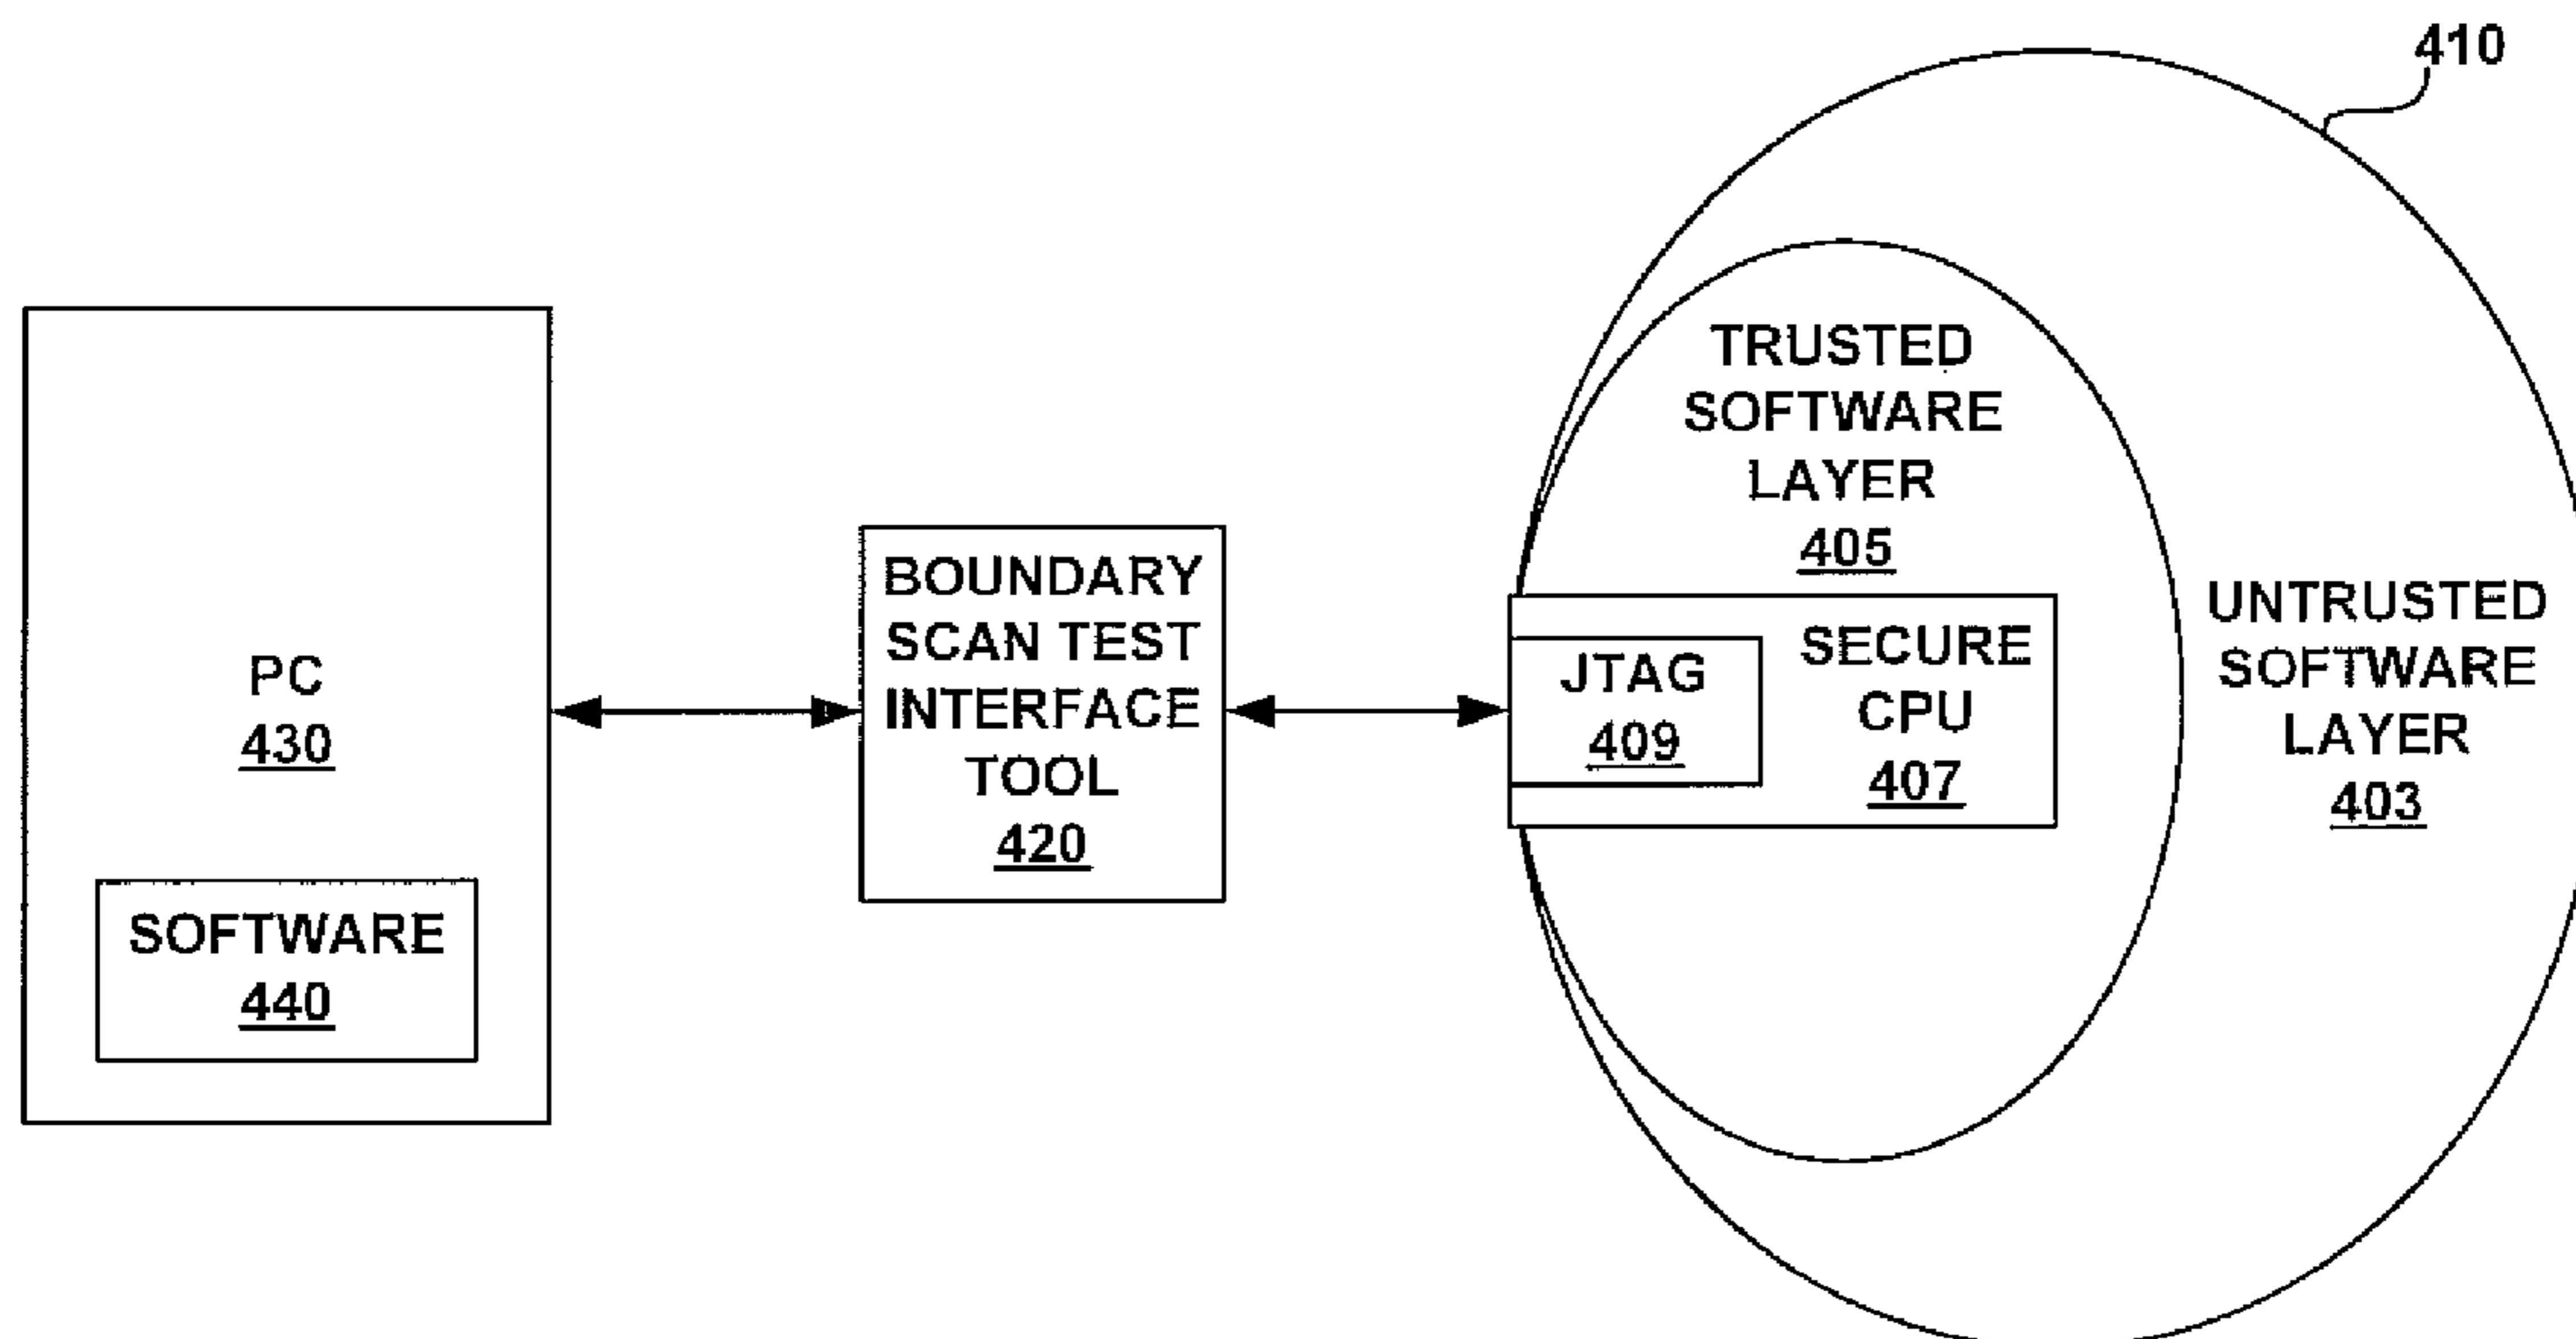 410
TRUSTED
SOFTWARE
LAYER
405
UNTRUSTED
SOFTWARE
LAYER
403
SECURE
CPU
407
JTAG
409
BOUNDARY
SCAN TEST
INTERFACE
TOOL
420
PC
430
SOFTWARE
440